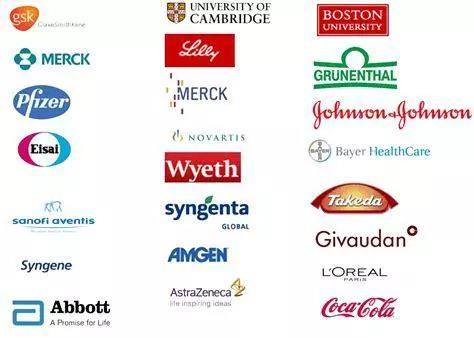 gsk GlaxoSmithKline
MERCK
Pfizer
Eisai
sanofi aventis
Syngene
Abbott
A Promise for Life
UNIVERSITY OF
CAMBRIDGE
Lilly
MERCK
NOVARTIS
Wyeth
syngenta
GLOBAL
AMGEN
AstraZeneca
life inspiring ideas
BOSTON
UNIVERSITY
GRÜNENTHAL
Johnson & Johnson
BAYER Bayer HealthCare
Takeda
Givaudan
L'ORÉAL
PARIS
Coca-Cola